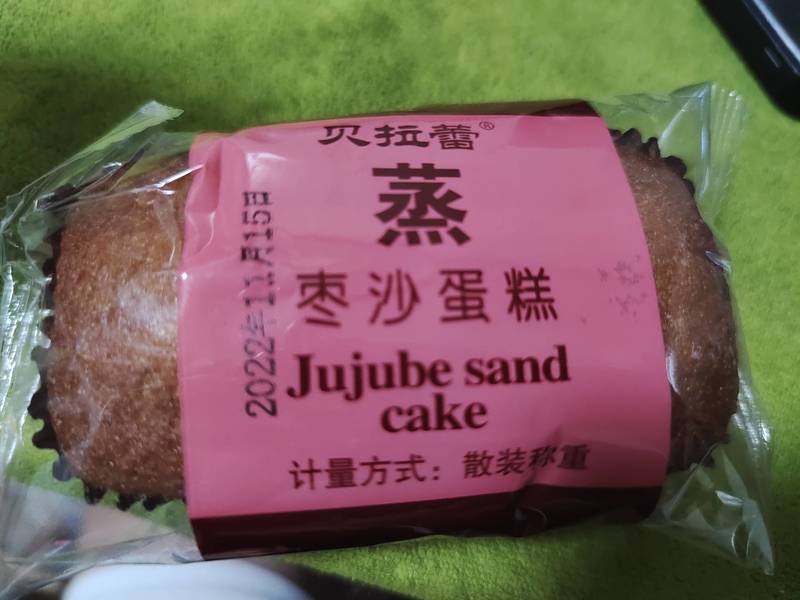 贝拉蕾®
蒸
枣沙蛋糕
Jujube sand
cake
计量方式：散装称重
2022年11月15日